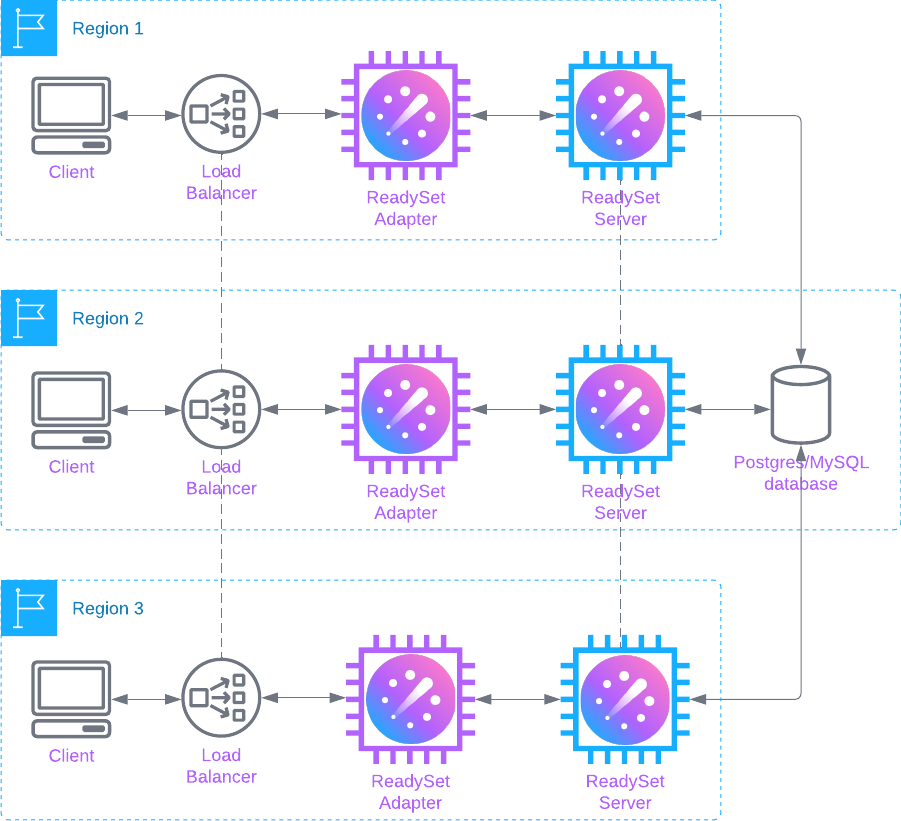 Region 1
Client
Load
Balancer
ReadySet
Adapter
ReadySet
Server
Region 2
Client
Load
Balancer
ReadySet
Adapter
ReadySet
Server
Postgres/MySQL
database
Region 3
Client
Load
Balancer
ReadySet
Adapter
ReadySet
Server